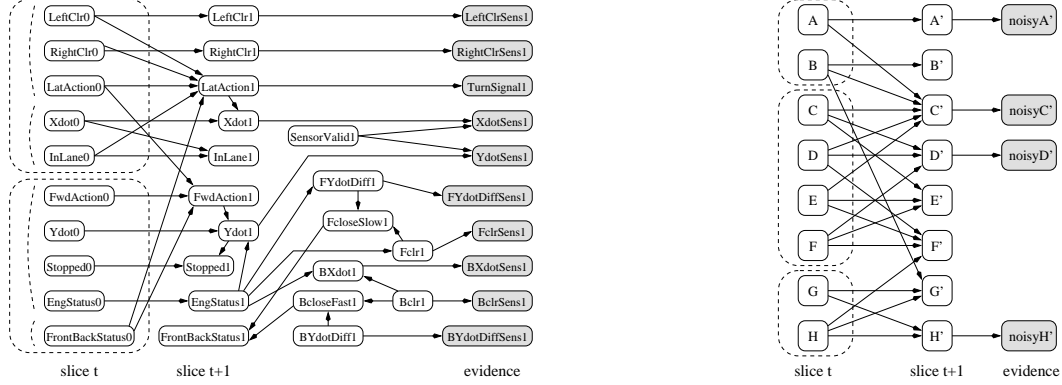 LeftClr0 LeftClr1 LeftClrSens1
RightClr0 RightClr1 RightClrSens1
LatAction0 LatAction1 TurnSignal1
Xdot0 Xdot1 XdotSens1
SensorValid1
InLane0 InLane1 YdotSens1
FYdotDiff1
FwdAction0 FwdAction1 FYdotDiffSens1
FcloseSlow1
Ydot0 Ydot1 FclrSens1
Fclr1
Stopped0 Stopped1 BXdot1 BXdotSens1
EngStatus0 EngStatus1 BcloseFast1 Bclr1 BclrSens1
FrontBackStatus0 FrontBackStatus1 BYdotDiff1 BYdotDiffSens1
slice t slice t+1 evidence
A A' noisyA'
B B'
C C' noisyC'
D D' noisyD'
E E'
F F'
G G'
H H' noisyH'
slice t slice t+1 evidence